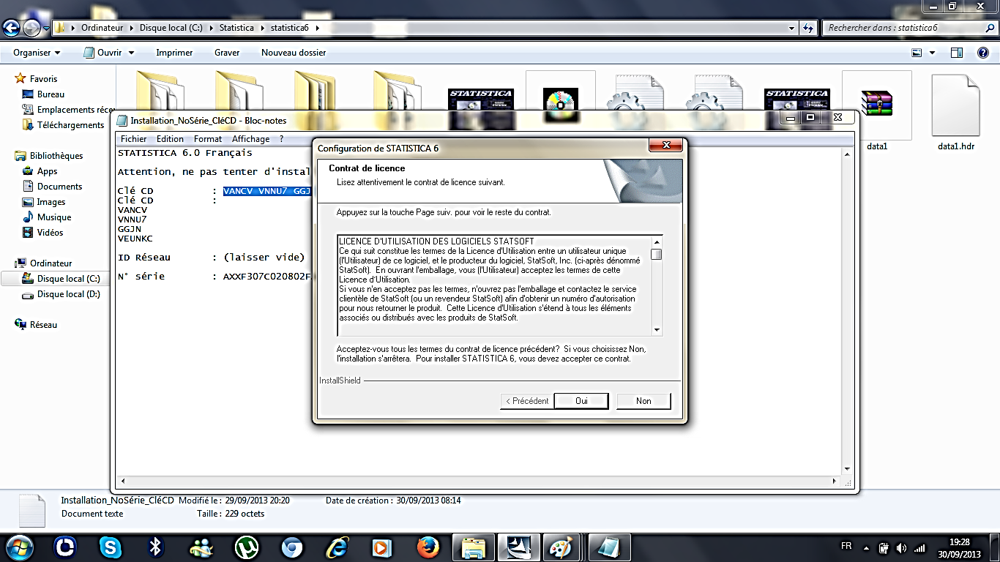 Ordinateur Disque local (C:) Statistica statistica6
Rechercher dans : statistica6
Organiser Ouvrir Imprimer Graver Nouveau dossier
Favoris
Bureau
Emplacements
Téléchargements
Bibliothèques
Apps
Documents
Images
Musique
Vidéos
Ordinateur
Disque local (C:)
Disque local (D:)
Réseau
STATISTICA
STATISTICA
data1
data1.hdr
Installation_NoSérie_CléCD - Bloc-notes
Fichier Edition Format Affichage ?
STATISTICA 6.0 Français
Attention, ne pas tenter d'instal
Clé CD : VANCV VNNU7 GGJ
Clé CD :
VANCV
VNNU7
GGJN
VEUNKC
ID Réseau : (laisser vide)
N° série : AXXF307C020802F
Configuration de STATISTICA 6
Contrat de licence
Lisez attentivement le contrat de licence suivant.
Appuyez sur la touche Page suiv. pour voir le reste du contrat.
LICENCE D'UTILISATION DES LOGICIELS STATSOFT
Ce qui suit constitue les termes de la Licence d'Utilisation entre un utilisateur unique
(l'Utilisateur) de ce logiciel, et le producteur du logiciel, StatSoft, Inc. (ci-après dénommé
StatSoft). En ouvrant l'emballage, vous (l'Utilisateur) acceptez les termes de cette
Licence d'Utilisation.
Si vous n'en acceptez pas les termes, n'ouvrez pas l'emballage et contactez le service
clientèle de StatSoft (ou un revendeur StatSoft) afin d'obtenir un numéro d'autorisation
pour nous retourner le produit. Cette Licence d'Utilisation s'étend à tous les éléments
associés ou distribués avec les produits de StatSoft.
Acceptez-vous tous les termes du contrat de licence précédent? Si vous choisissez Non,
l'installation s'arrêtera. Pour installer STATISTICA 6, vous devez accepter ce contrat.
InstallShield
< Précédent Oui Non
Installation_NoSérie_CléCD Modifié le : 29/09/2013 20:20 Date de création : 30/09/2013 08:14
Document texte Taille : 229 octets
FR
19:28
30/09/2013